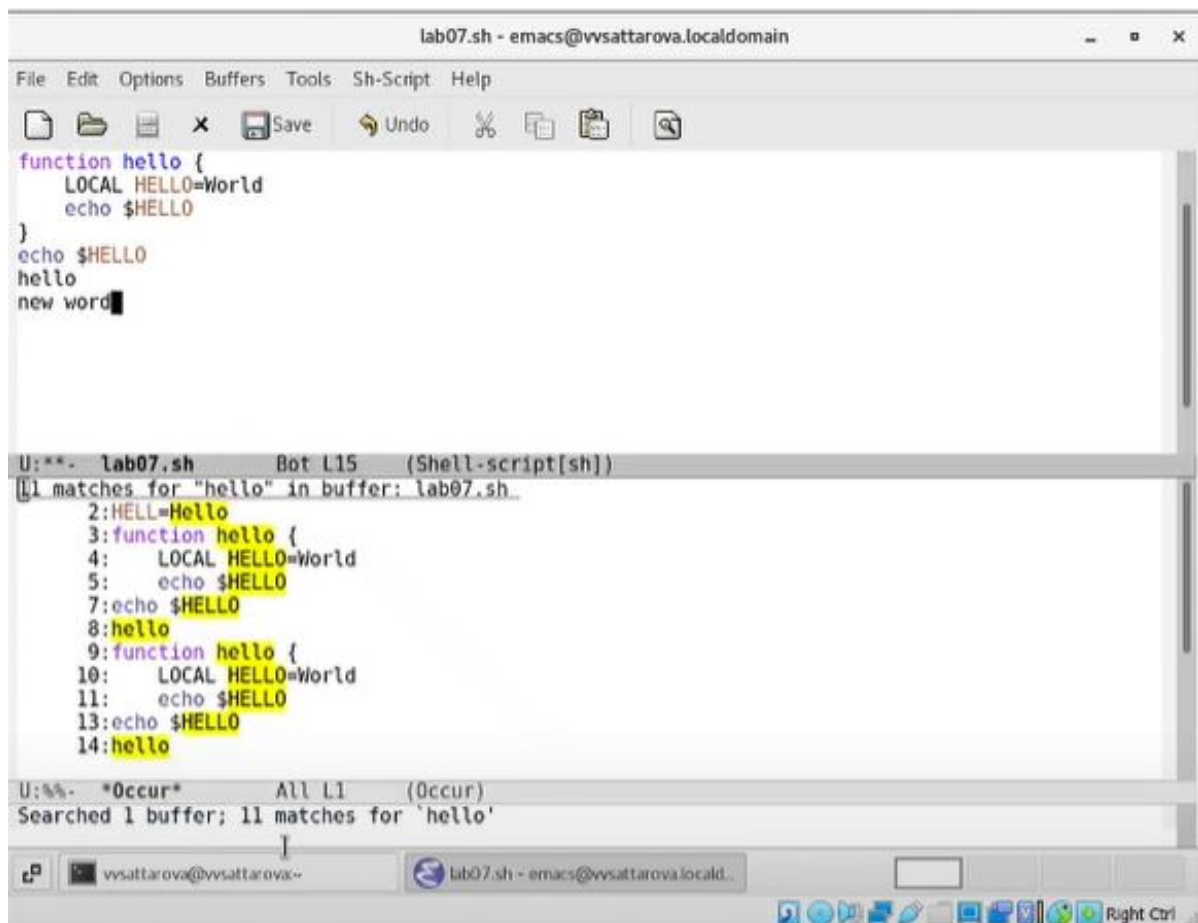 lab07.sh - emacs@vvsattarova.localdomain
File Edit Options Buffers Tools Sh-Script Help
Save Undo
function hello {
    LOCAL HELLO=World
    echo $HELLO
}
echo $HELLO
hello
new word
U:**- lab07.sh Bot L15 (Shell-script[sh])
11 matches for "hello" in buffer: lab07.sh
2:HELL=Hello
3:function hello {
4:    LOCAL HELLO=World
5:    echo $HELLO
7:echo $HELLO
8:hello
9:function hello {
10:    LOCAL HELLO=World
11:    echo $HELLO
13:echo $HELLO
14:hello
U:%%- *Occur* All L1 (Occur)
Searched 1 buffer; 11 matches for `hello'
vvsattarova@vvsattarova:~ lab07.sh - emacs@vvsattarova.locald...
Right Ctrl